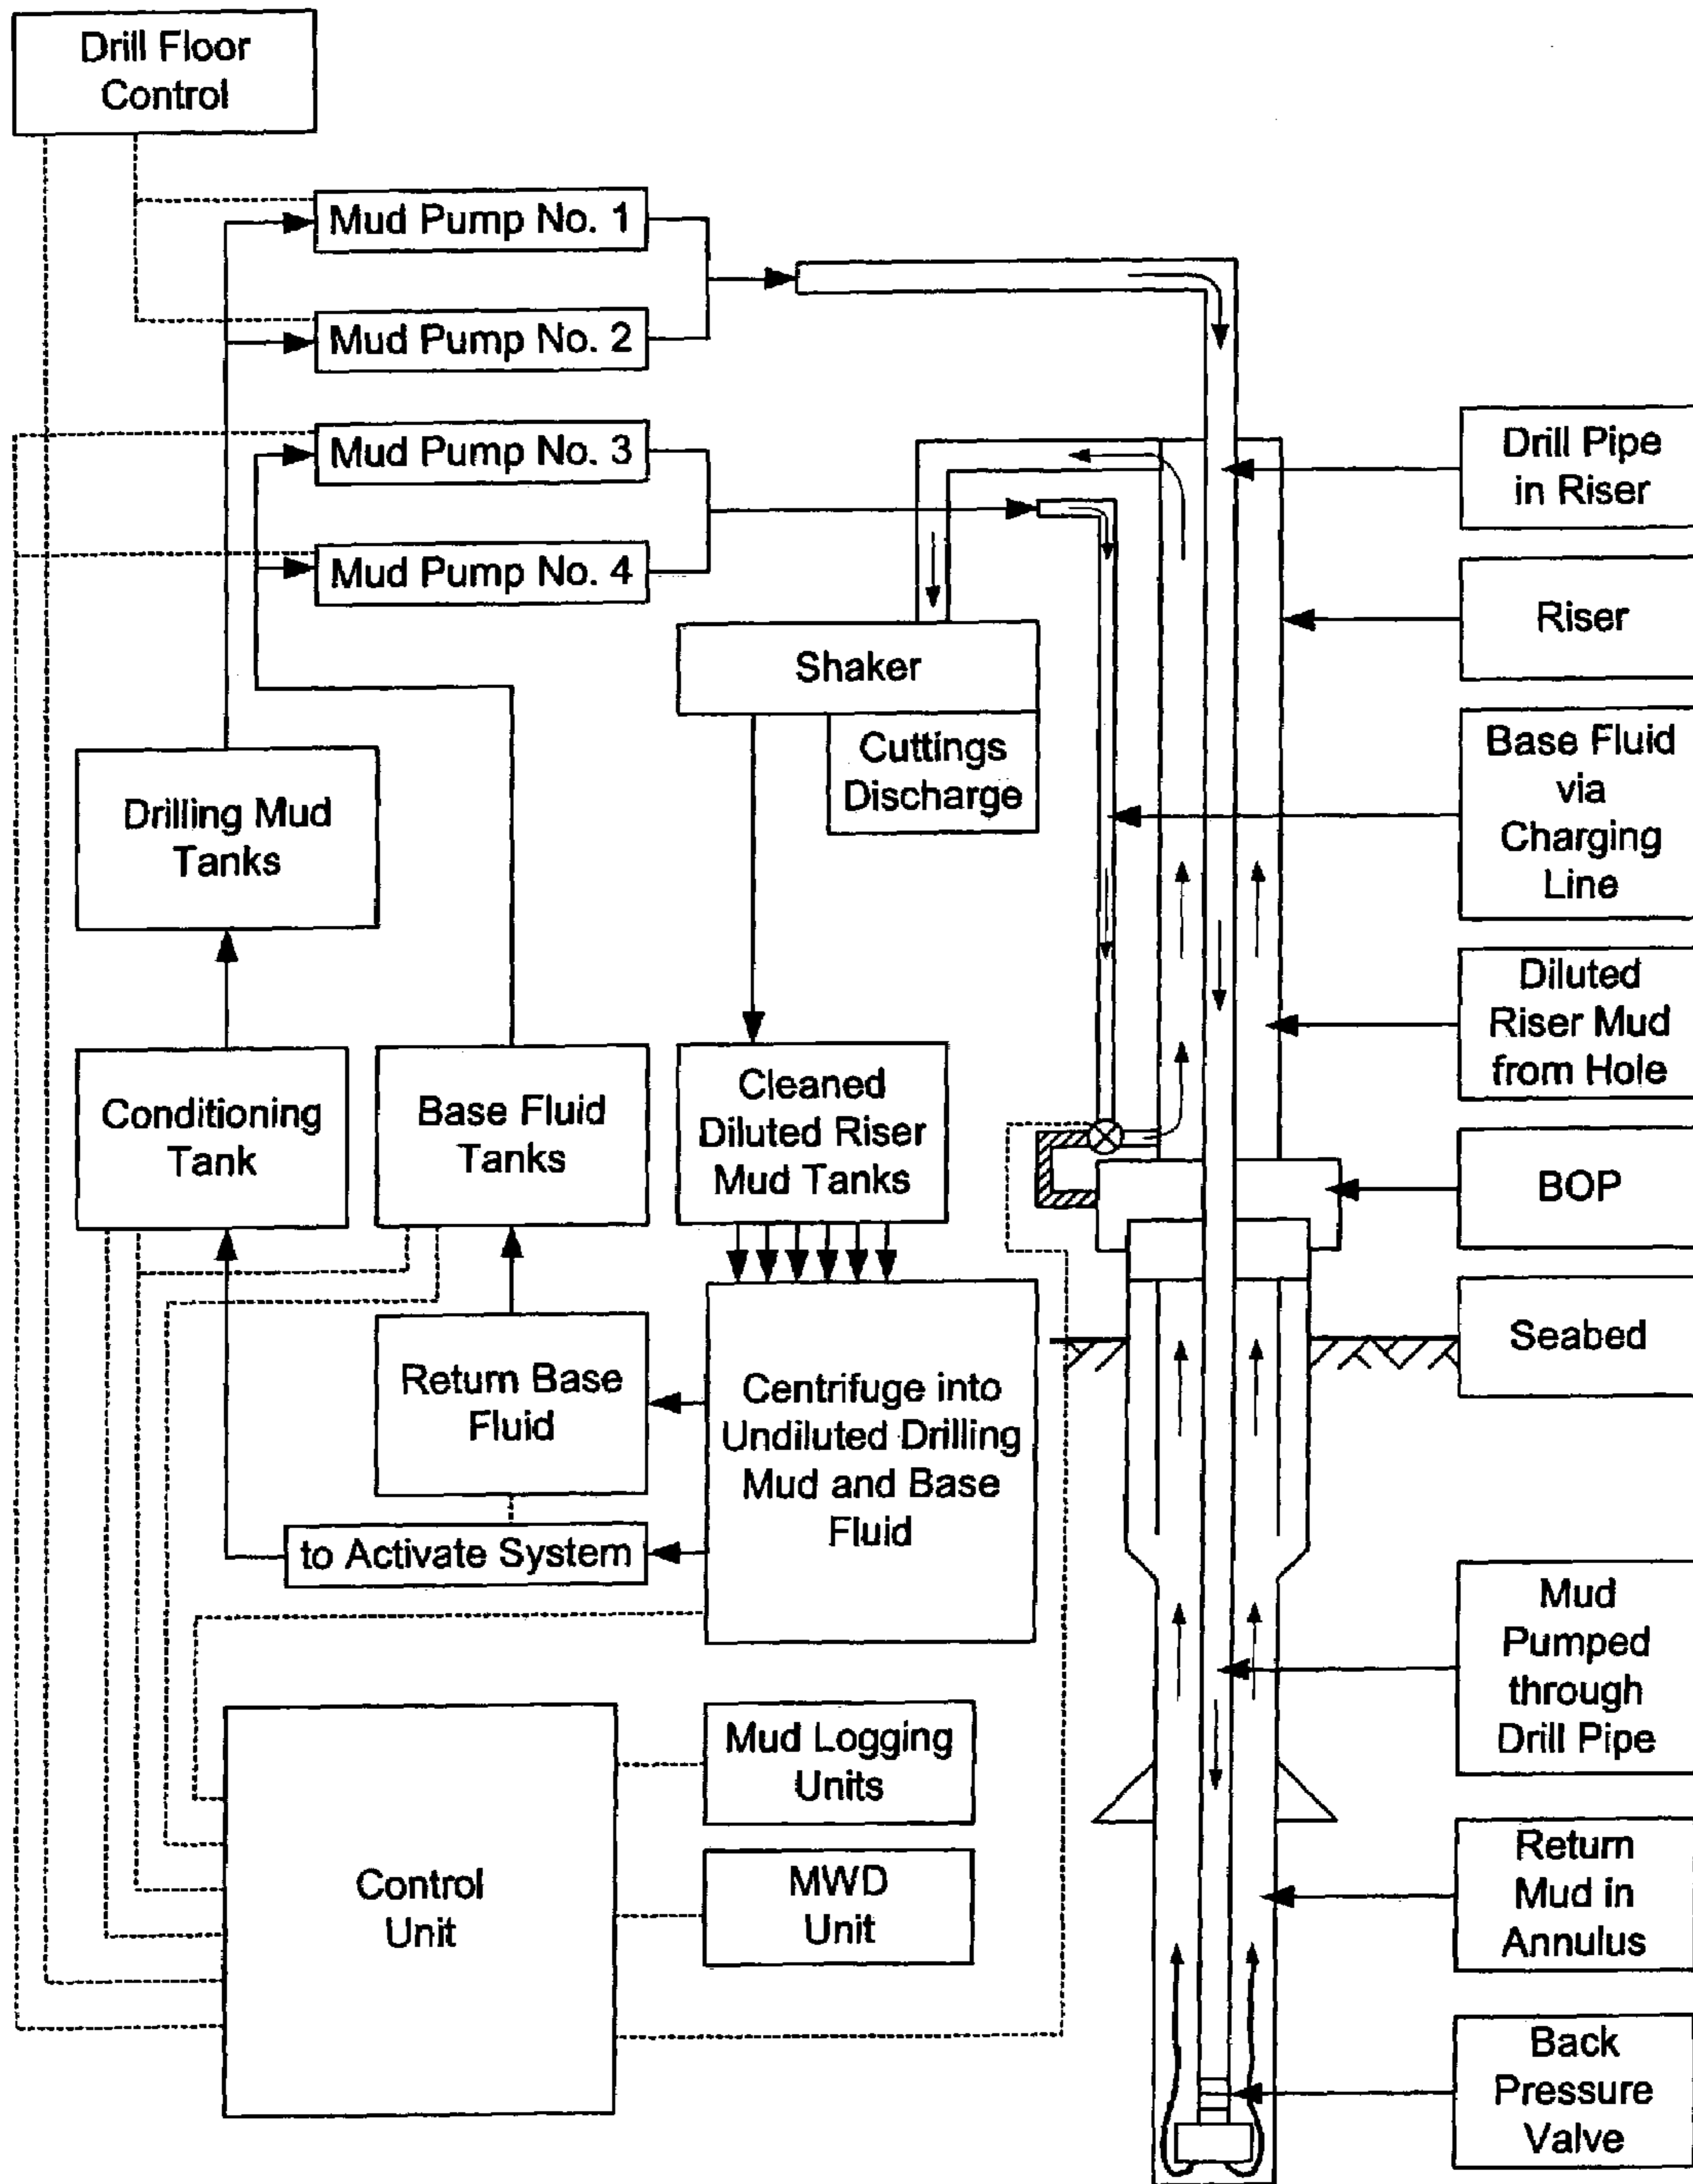 Drill Floor
Control
Mud Pump No. 1
Mud Pump No. 2
Mud Pump No. 3
Mud Pump No. 4
Drill Pipe
in Riser
Riser
Shaker
Cuttings
Discharge
Base Fluid
via
Charging
Line
Drilling Mud
Tanks
Diluted
Riser Mud
from Hole
Conditioning
Tank
Base Fluid
Tanks
Cleaned
Diluted Riser
Mud Tanks
BOP
Seabed
Return Base
Fluid
Centrifuge into
Undiluted Drilling
Mud and Base
Fluid
to Activate System
Mud
Pumped
through
Drill Pipe
Mud Logging
Units
Control
Unit
MWD
Unit
Return
Mud in
Annulus
Back
Pressure
Valve